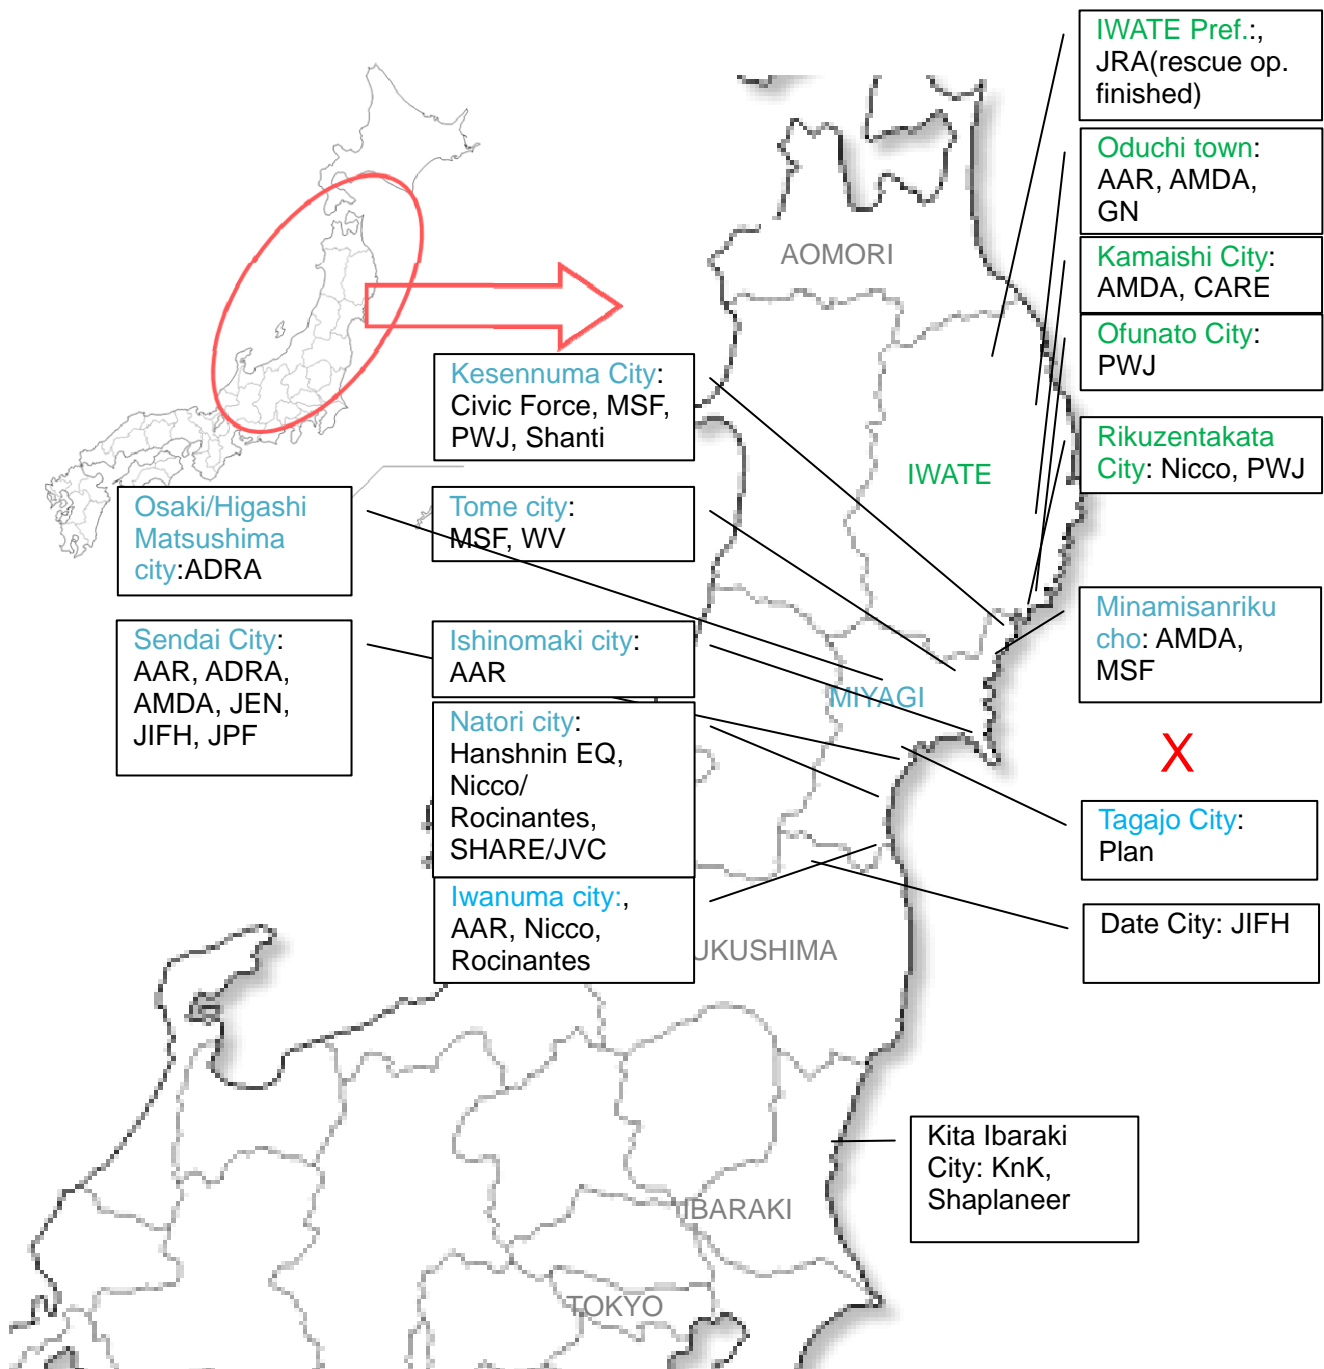 IWATE Pref.:,
JRA(rescue op.
finished)
Oduchi town:
AAR, AMDA,
GN
AOMORI
Kamaishi City:
AMDA, CARE
Ofunato City:
PWJ
Kesennuma City:
Civic Force, MSF,
PWJ, Shanti
Rikuzentakata
City: Nicco, PWJ
IWATE
Osaki/Higashi
Matsushima
city:ADRA
Tome city:
MSF, WV
Minamisanriku
cho: AMDA,
MSF
Sendai City:
AAR, ADRA,
AMDA, JEN,
JIFH, JPF
Ishinomaki city:
AAR
MIYAGI
Natori city:
Hanshnin EQ,
Nicco/
Rocinantes,
SHARE/JVC
X
Tagajo City:
Plan
Iwanuma city:,
AAR, Nicco,
Rocinantes
UKUSHIMA
Date City: JIFH
Kita Ibaraki
City: KnK,
Shaplaneer
IBARAKI
TOKYO